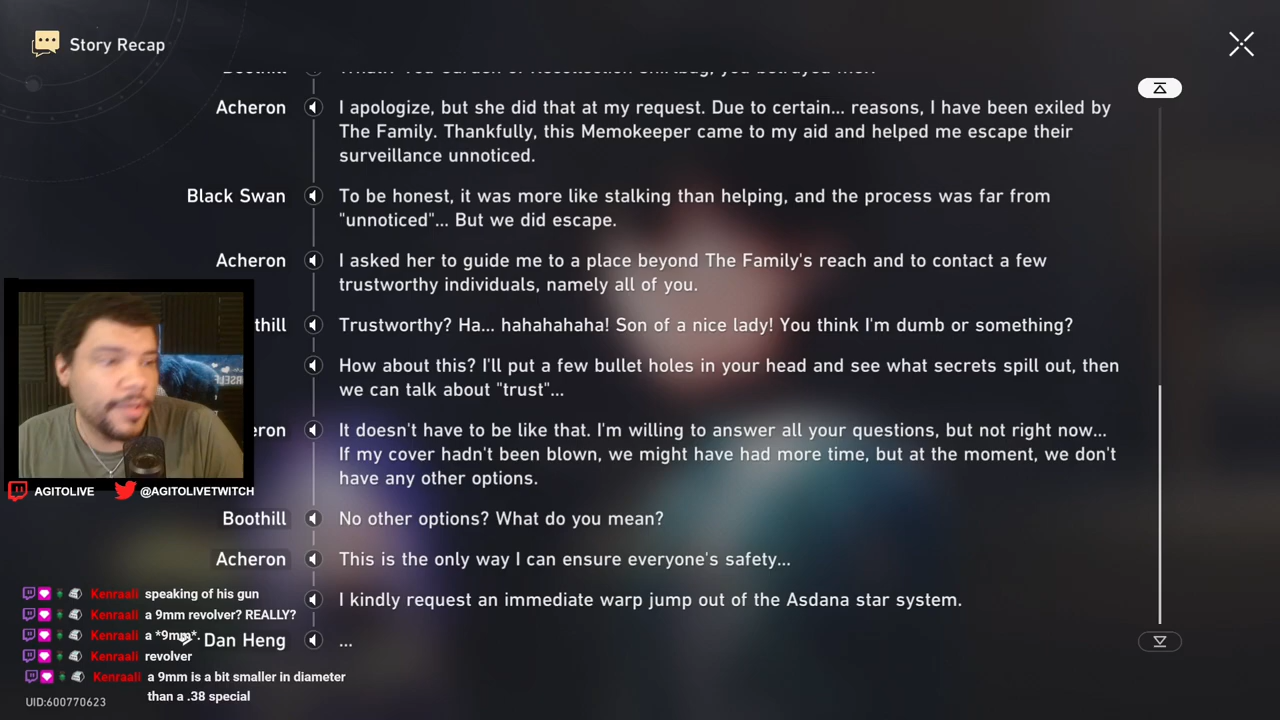 Story Recap
Boothill
Acheron
I apologize, but she did that at my request. Due to certain... reasons, I have been exiled by
The Family. Thankfully, this Memokeeper came to my aid and helped me escape their
surveillance unnoticed.
Black Swan
To be honest, it was more like stalking than helping, and the process was far from
"unnoticed"... But we did escape.
Acheron
I asked her to guide me to a place beyond The Family's reach and to contact a few
trustworthy individuals, namely all of you.
thill
Trustworthy? Ha... hahahahaha! Son of a nice lady! You think I'm dumb or something?
How about this? I'll put a few bullet holes in your head and see what secrets spill out, then
we can talk about "trust"...
eron
It doesn't have to be like that. I'm willing to answer all your questions, but not right now...
If my cover hadn't been blown, we might have had more time, but at the moment, we don't
have any other options.
AGITOLIVE @AGITOLIVETWITCH
Boothill
No other options? What do you mean?
Acheron
This is the only way I can ensure everyone's safety...
I kindly request an immediate warp jump out of the Asdana star system.
Dan Heng
...
Kenraali speaking of his gun
Kenraali a 9mm revolver? REALLY?
Kenraali a *9mm*.
Kenraali revolver
Kenraali a 9mm is a bit smaller in diameter
than a .38 special
UID:600770623